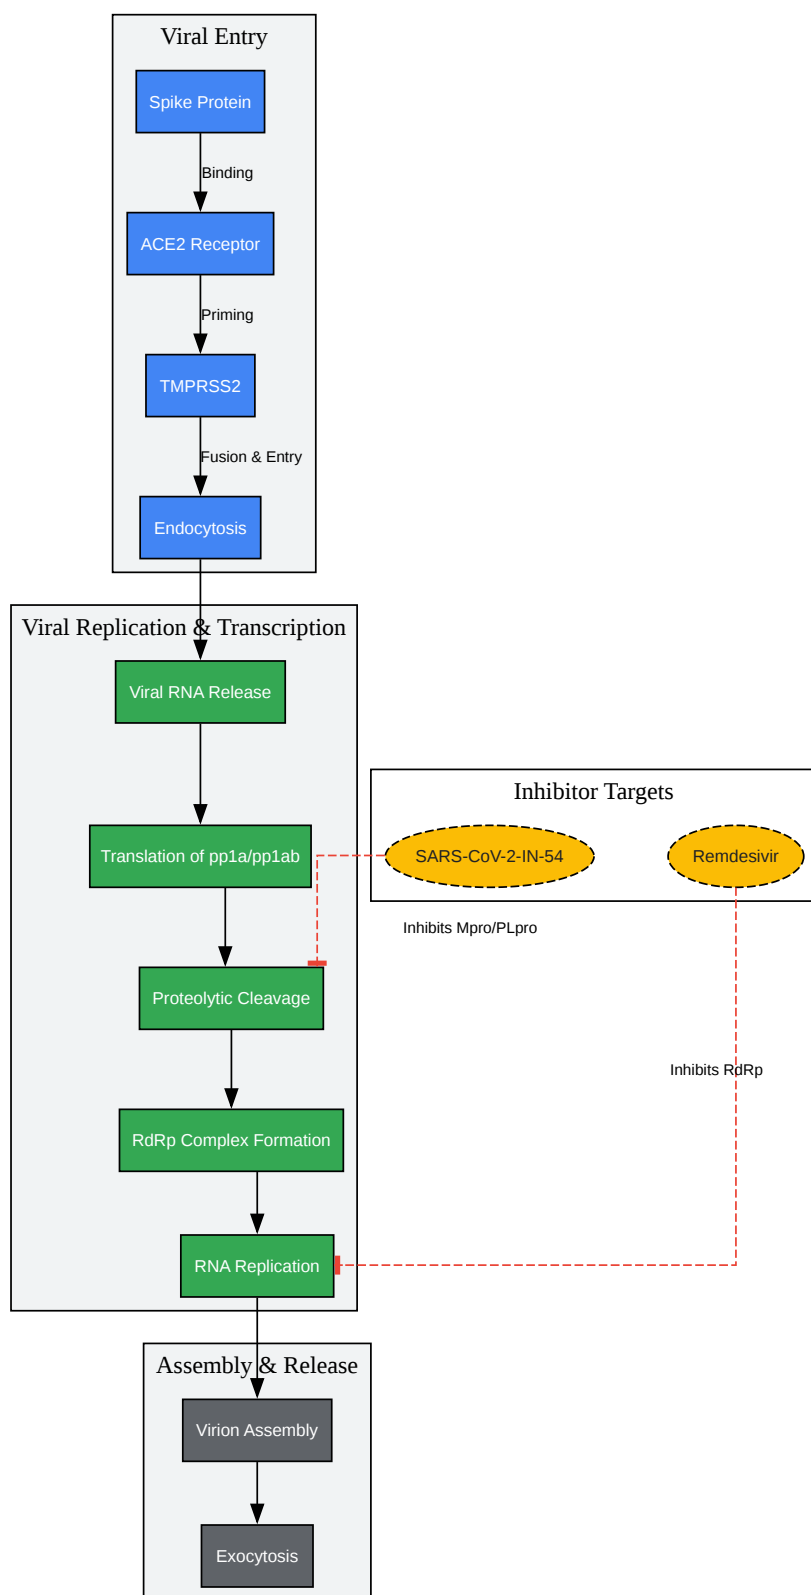 Viral Entry
Spike Protein
Binding
ACE2 Receptor
Priming
TMPRSS2
Fusion & Entry
Endocytosis
Viral Replication & Transcription
Viral RNA Release
Inhibitor Targets
Translation of pp1a/pp1ab
SARS-CoV-2-IN-54
Remdesivir
Inhibits Mpro/PLpro
Proteolytic Cleavage
Inhibits RdRp
RdRp Complex Formation
RNA Replication
Assembly & Release
Virion Assembly
Exocytosis